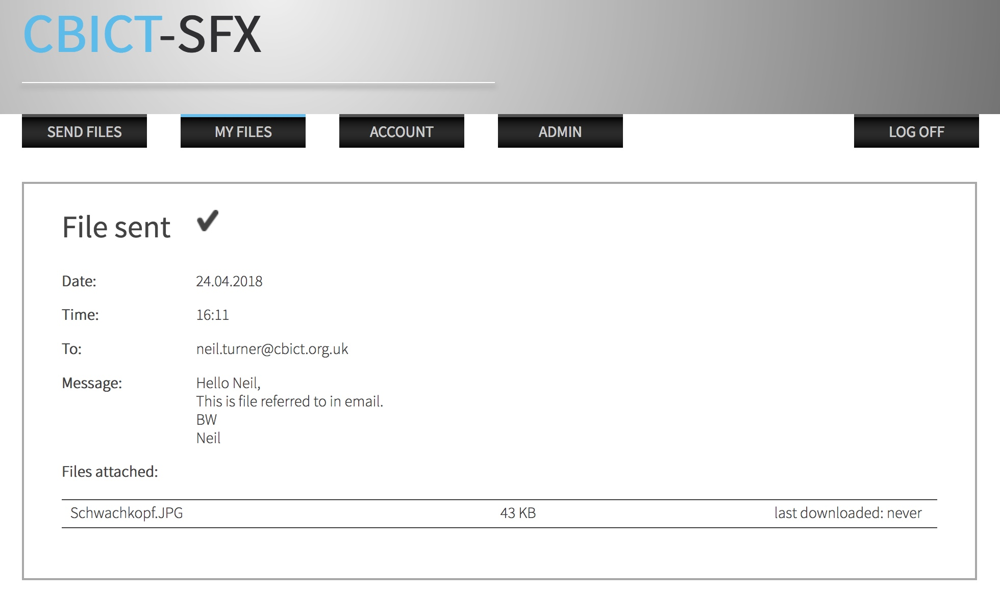 CBICT-SFX
SEND FILES
MY FILES
ACCOUNT
ADMIN
LOG OFF
File sent
Date: 24.04.2018
Time: 16:11
To: neil.turner@cbict.org.uk
Message: Hello Neil,
This is file referred to in email.
BW
Neil
Files attached:
Schwachkopf.JPG 43 KB last downloaded: never